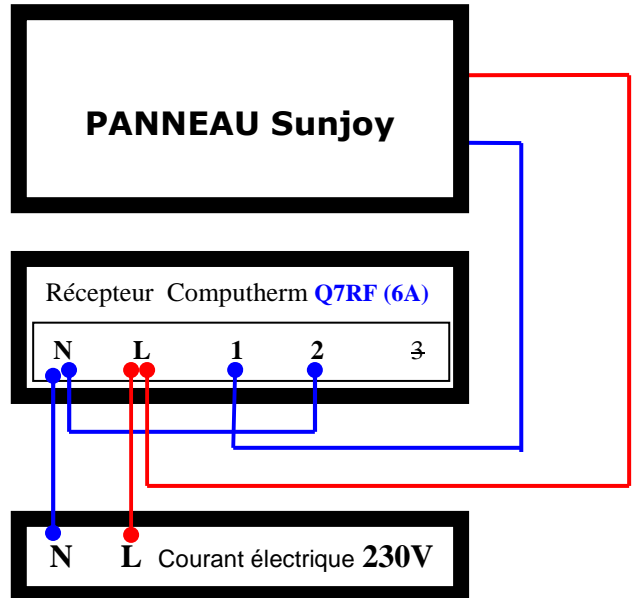 PANNEAU Sunjoy
Récepteur Computherm Q7RF (6A)
N L 1 2 3
N L Courant électrique 230V